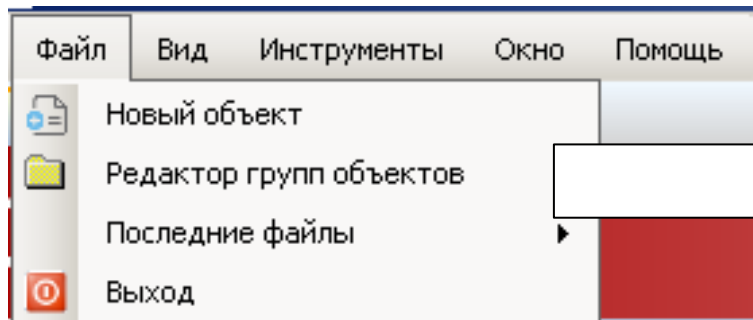 Файл Вид Инструменты Окно Помощь
Новый объект
Редактор групп объектов
Последние файлы
Выход